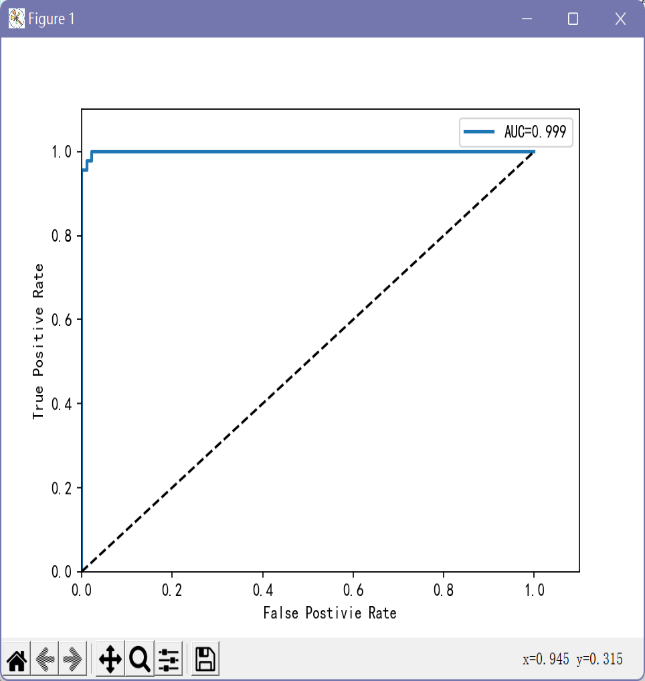 Figure 1
AUC=0.999
1.0
0.8
0.6
0.4
0.2
0.0
True Positive Rate
0.0 0.2 0.4 0.6 0.8 1.0
False Postivie Rate
x=0.945 y=0.315